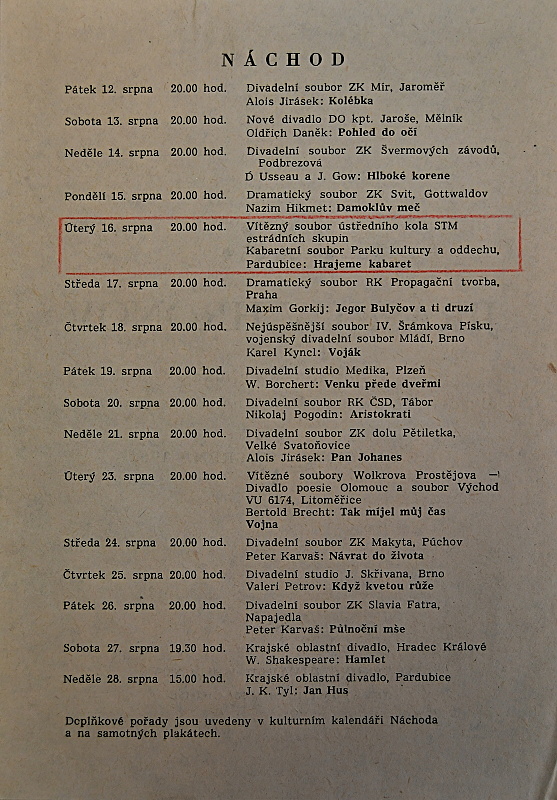 NÁCHOD
Pátek 12. srpna 20.00 hod. Divadelní soubor ZK Mír, Jaroměř
Alois Jirásek: Kolébka
Sobota 13. srpna 20.00 hod. Nové divadlo DO kpt. Jaroše, Mělník
Oldřich Daněk: Pohled do očí
Neděle 14. srpna 20.00 hod. Divadelní soubor ZK Švermových závodů,
Podbrezová
D Usseau a J. Gow: Hlboké korene
Pondělí 15. srpna 20.00 hod. Dramatický soubor ZK Svit, Gottwaldov
Nazim Hikmet: Damoklův meč
Úterý 16. srpna 20.00 hod. Vítězný soubor ústředního kola STM
estrádních skupin
Kabaretní soubor Parku kultury a oddechu,
Pardubice: Hrajeme kabaret
Středa 17. srpna 20.00 hod. Dramatický soubor RK Propagační tvorba,
Praha
Maxim Gorkij: Jegor Bulyčov a ti druzí
Čtvrtek 18. srpna 20.00 hod. Nejúspěšnější soubor IV. Šrámkova Písku,
vojenský divadelní soubor Mládí, Brno
Karel Kyncl: Voják
Pátek 19. srpna 20.00 hod. Divadelní studio Medika, Plzeň
W. Borchert: Venku přede dveřmi
Sobota 20. srpna 20.00 hod. Divadelní soubor RK ČSD, Tábor
Nikolaj Pogodin: Aristokrati
Neděle 21. srpna 20.00 hod. Divadelní soubor ZK dolu Pětiletka,
Velké Svatoňovice
Alois Jirásek: Pan Johanes
Úterý 23. srpna 20.00 hod. Vítězné soubory Wolkrova Prostějova —
Divadlo poesie Olomouc a soubor Východ
VU 6174, Litoměřice
Bertold Brecht: Tak míjel můj čas
Vojna
Středa 24. srpna 20.00 hod. Divadelní soubor ZK Makyta, Púchov
Peter Karvaš: Návrat do života
Čtvrtek 25. srpna 20.00 hod. Divadelní studio J. Skřivana, Brno
Valeri Petrov: Když kvetou růže
Pátek 26. srpna 20.00 hod. Divadelní soubor ZK Slavia Fatra,
Napajedla
Peter Karvaš: Půlnoční mše
Sobota 27. srpna 19.30 hod. Krajské oblastní divadlo, Hradec Králové
W. Shakespeare: Hamlet
Neděle 28. srpna 15.00 hod. Krajské oblastní divadlo, Pardubice
J. K. Tyl: Jan Hus
Doplňkové pořady jsou uvedeny v kulturním kalendáři Náchoda
a na samotných plakátech.